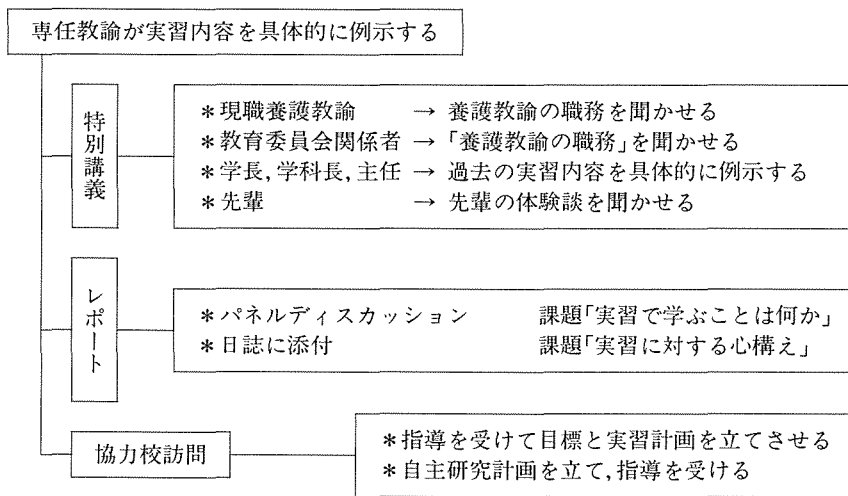 専任教諭が実習内容を具体的に例示する
特別講義
＊現職養護教諭 → 養護教諭の職務を聞かせる
＊教育委員会関係者 →「養護教諭の職務」を聞かせる
＊学長, 学科長, 主任 → 過去の実習内容を具体的に例示する
＊先輩 → 先輩の体験談を聞かせる
レポート
＊パネルディスカッション 課題「実習で学ぶことは何か」
＊日誌に添付 課題「実習に対する心構え」
協力校訪問
＊指導を受けて目標と実習計画を立てさせる
＊自主研究計画を立て, 指導を受ける